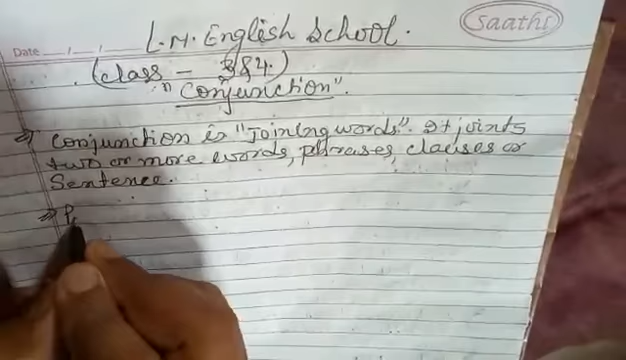 L.N. English School.
Saathi
Date / /
(Class - 3&4.)
"Conjunction".
⇒ Conjunction is "Joining words". It joints
two or more words, phrases, clauses or
Sentence.
⇒